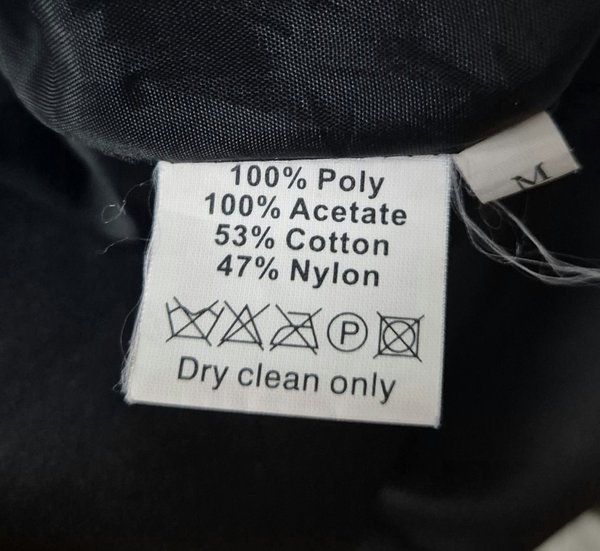 100% Poly
100% Acetate
53% Cotton
47% Nylon
P
Dry clean only
M